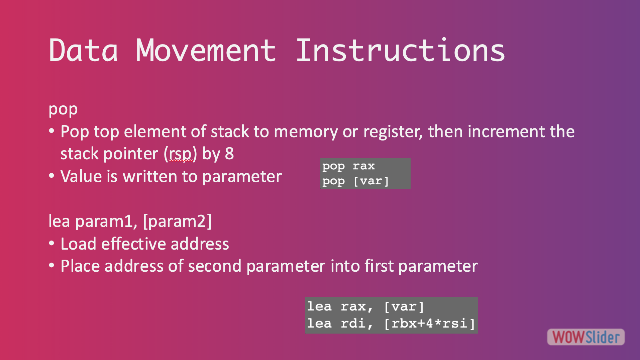 Data Movement Instructions
pop
• Pop top element of stack to memory or register, then increment the
stack pointer (rsp) by 8
• Value is written to parameter
pop rax
pop [var]
lea param1, [param2]
• Load effective address
• Place address of second parameter into first parameter
lea rax, [var]
lea rdi, [rbx+4*rsi]
WOWSlider